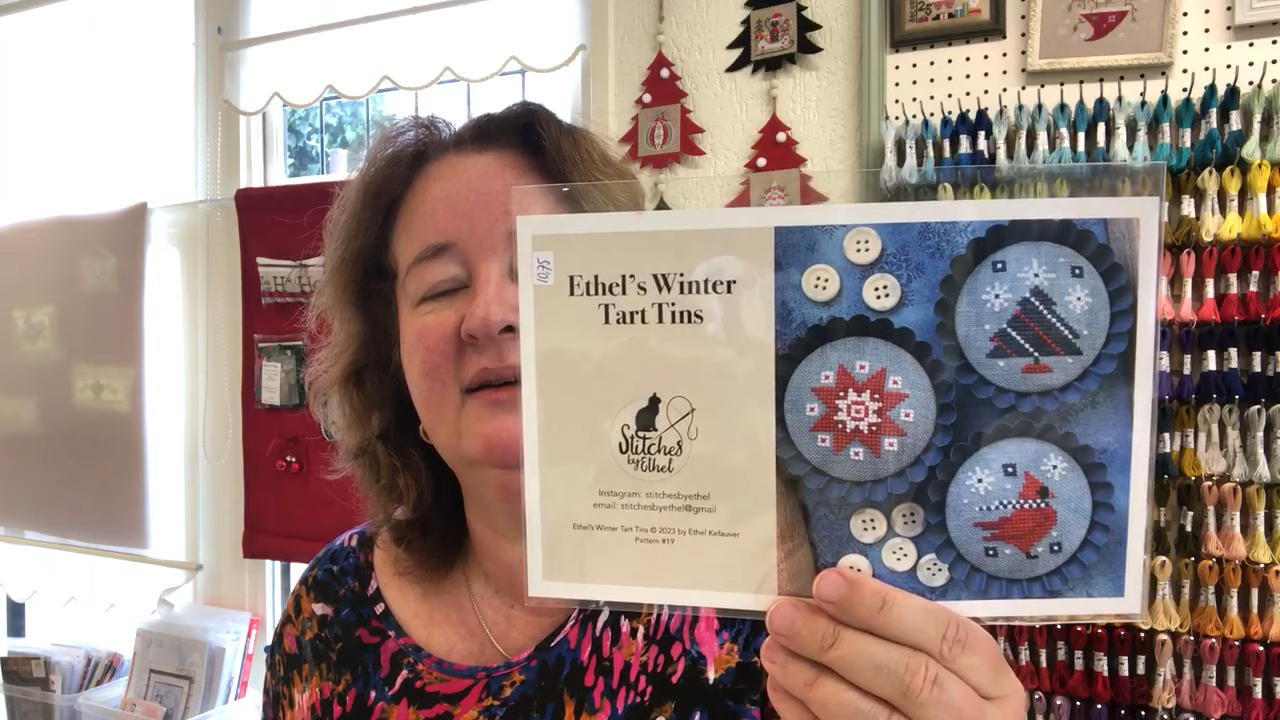 10,75
Ethel's Winter
Tart Tins
Stitches
by Ethel
Instagram: stitchesbyethel
email: stitchesbyethel@gmail
Ethel's Winter Tart Tins © 2023 by Ethel Kefauver
Pattern #19
25